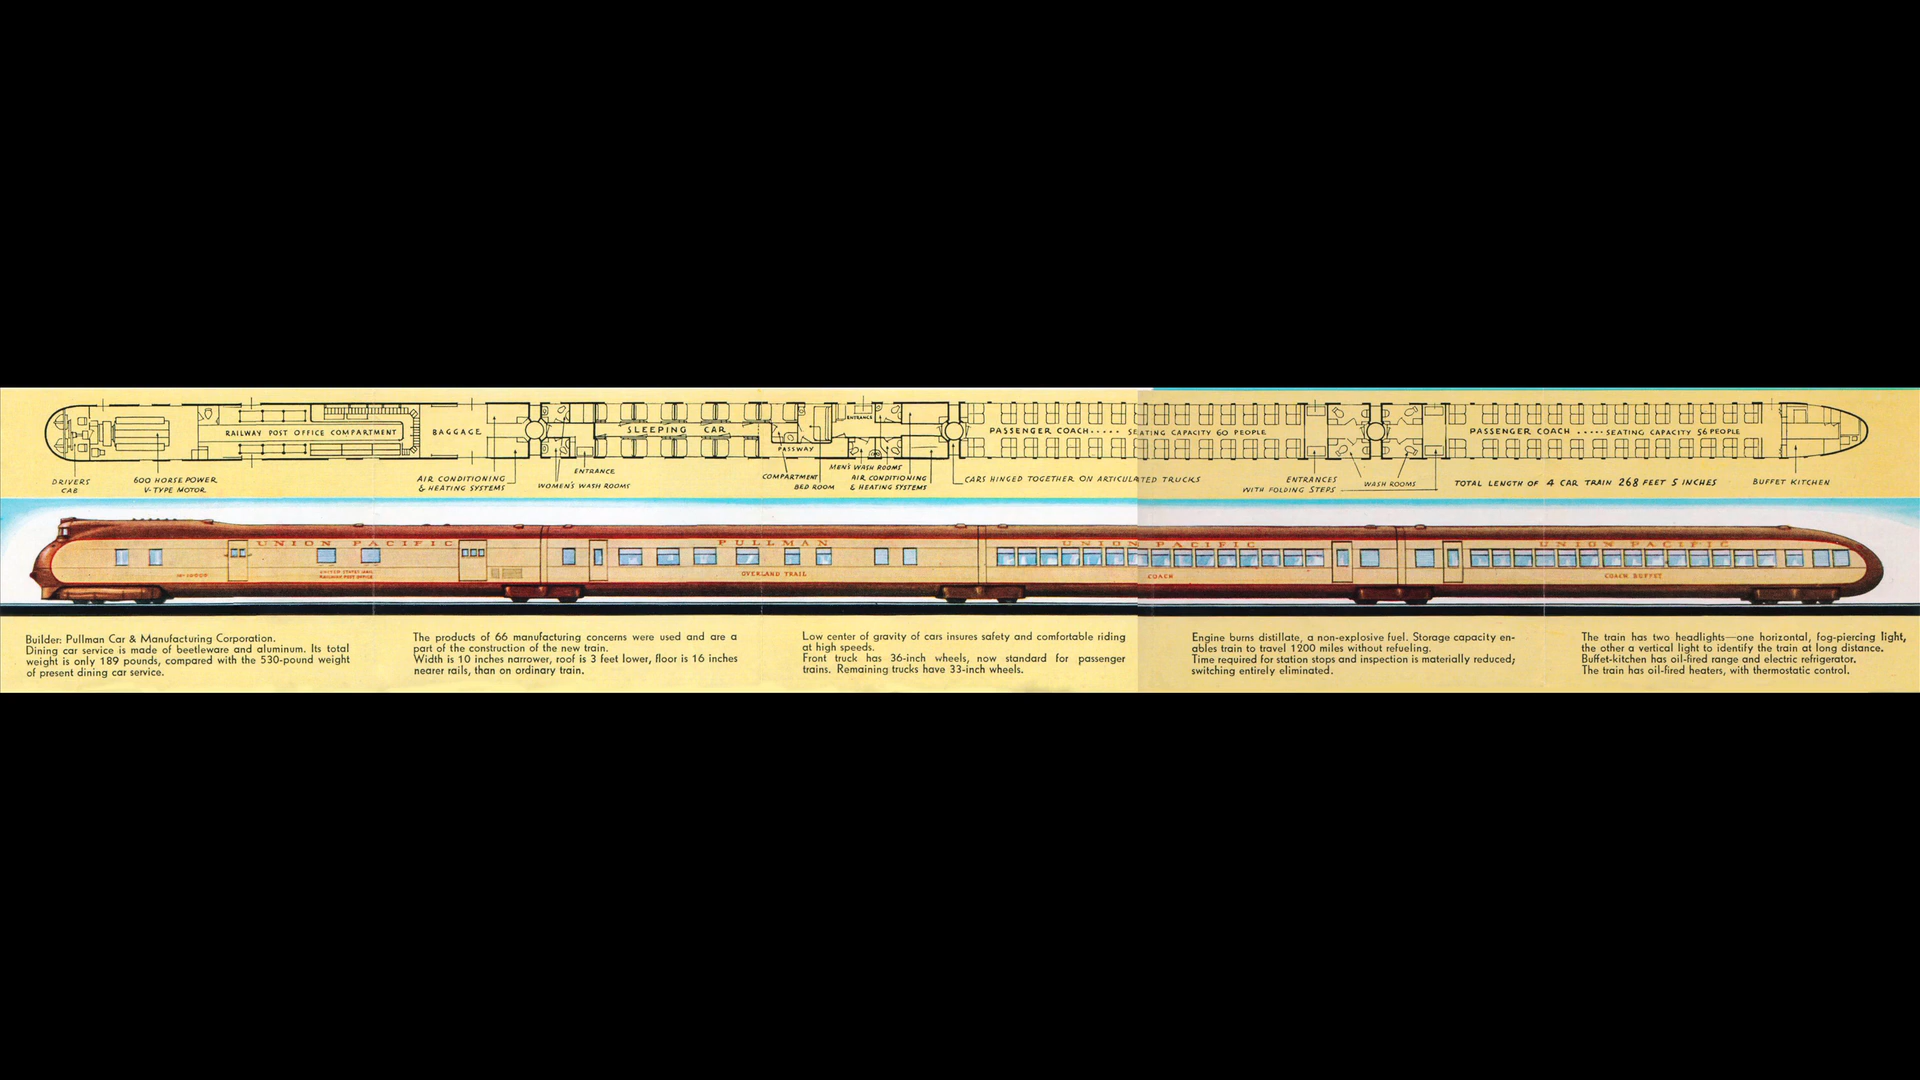 RAILWAY POST OFFICE COMPARTMENT
BAGGAGE
SLEEPING CAR
ENTRANCE
PASSWAY
PASSENGER COACH..... SEATING CAPACITY 60 PEOPLE
PASSENGER COACH ..... SEATING CAPACITY 56 PEOPLE
DRIVERS
CAB
600 HORSE POWER
V-TYPE MOTOR
AIR CONDITIONING
& HEATING SYSTEMS
WOMEN'S WASH ROOMS
ENTRANCE
COMPARTMENT
BED ROOM
MEN'S WASH ROOMS
AIR CONDITIONING
& HEATING SYSTEMS
CARS HINGED TOGETHER ON ARTICULATED TRUCKS
ENTRANCES
WITH FOLDING STEPS
WASH ROOMS
TOTAL LENGTH OF 4 CAR TRAIN 268 FEET 5 INCHES
BUFFET KITCHEN
UNION PACIFIC
PULLMAN
UNION PACIFIC
UNION PACIFIC
M-10000
UNITED STATES MAIL
RAILWAY POST OFFICE
OVERLAND TRAIL
COACH
COACH BUFFET
Builder: Pullman Car & Manufacturing Corporation.
Dining car service is made of beetleware and aluminum. Its total
weight is only 189 pounds, compared with the 530-pound weight
of present dining car service.
The products of 66 manufacturing concerns were used and are a
part of the construction of the new train.
Width is 10 inches narrower, roof is 3 feet lower, floor is 16 inches
nearer rails, than on ordinary train.
Low center of gravity of cars insures safety and comfortable riding
at high speeds.
Front truck has 36-inch wheels, now standard for passenger
trains. Remaining trucks have 33-inch wheels.
Engine burns distillate, a non-explosive fuel. Storage capacity en-
ables train to travel 1200 miles without refueling.
Time required for station stops and inspection is materially reduced;
switching entirely eliminated.
The train has two headlights—one horizontal, fog-piercing light,
the other a vertical light to identify the train at long distance.
Buffet-kitchen has oil-fired range and electric refrigerator.
The train has oil-fired heaters, with thermostatic control.